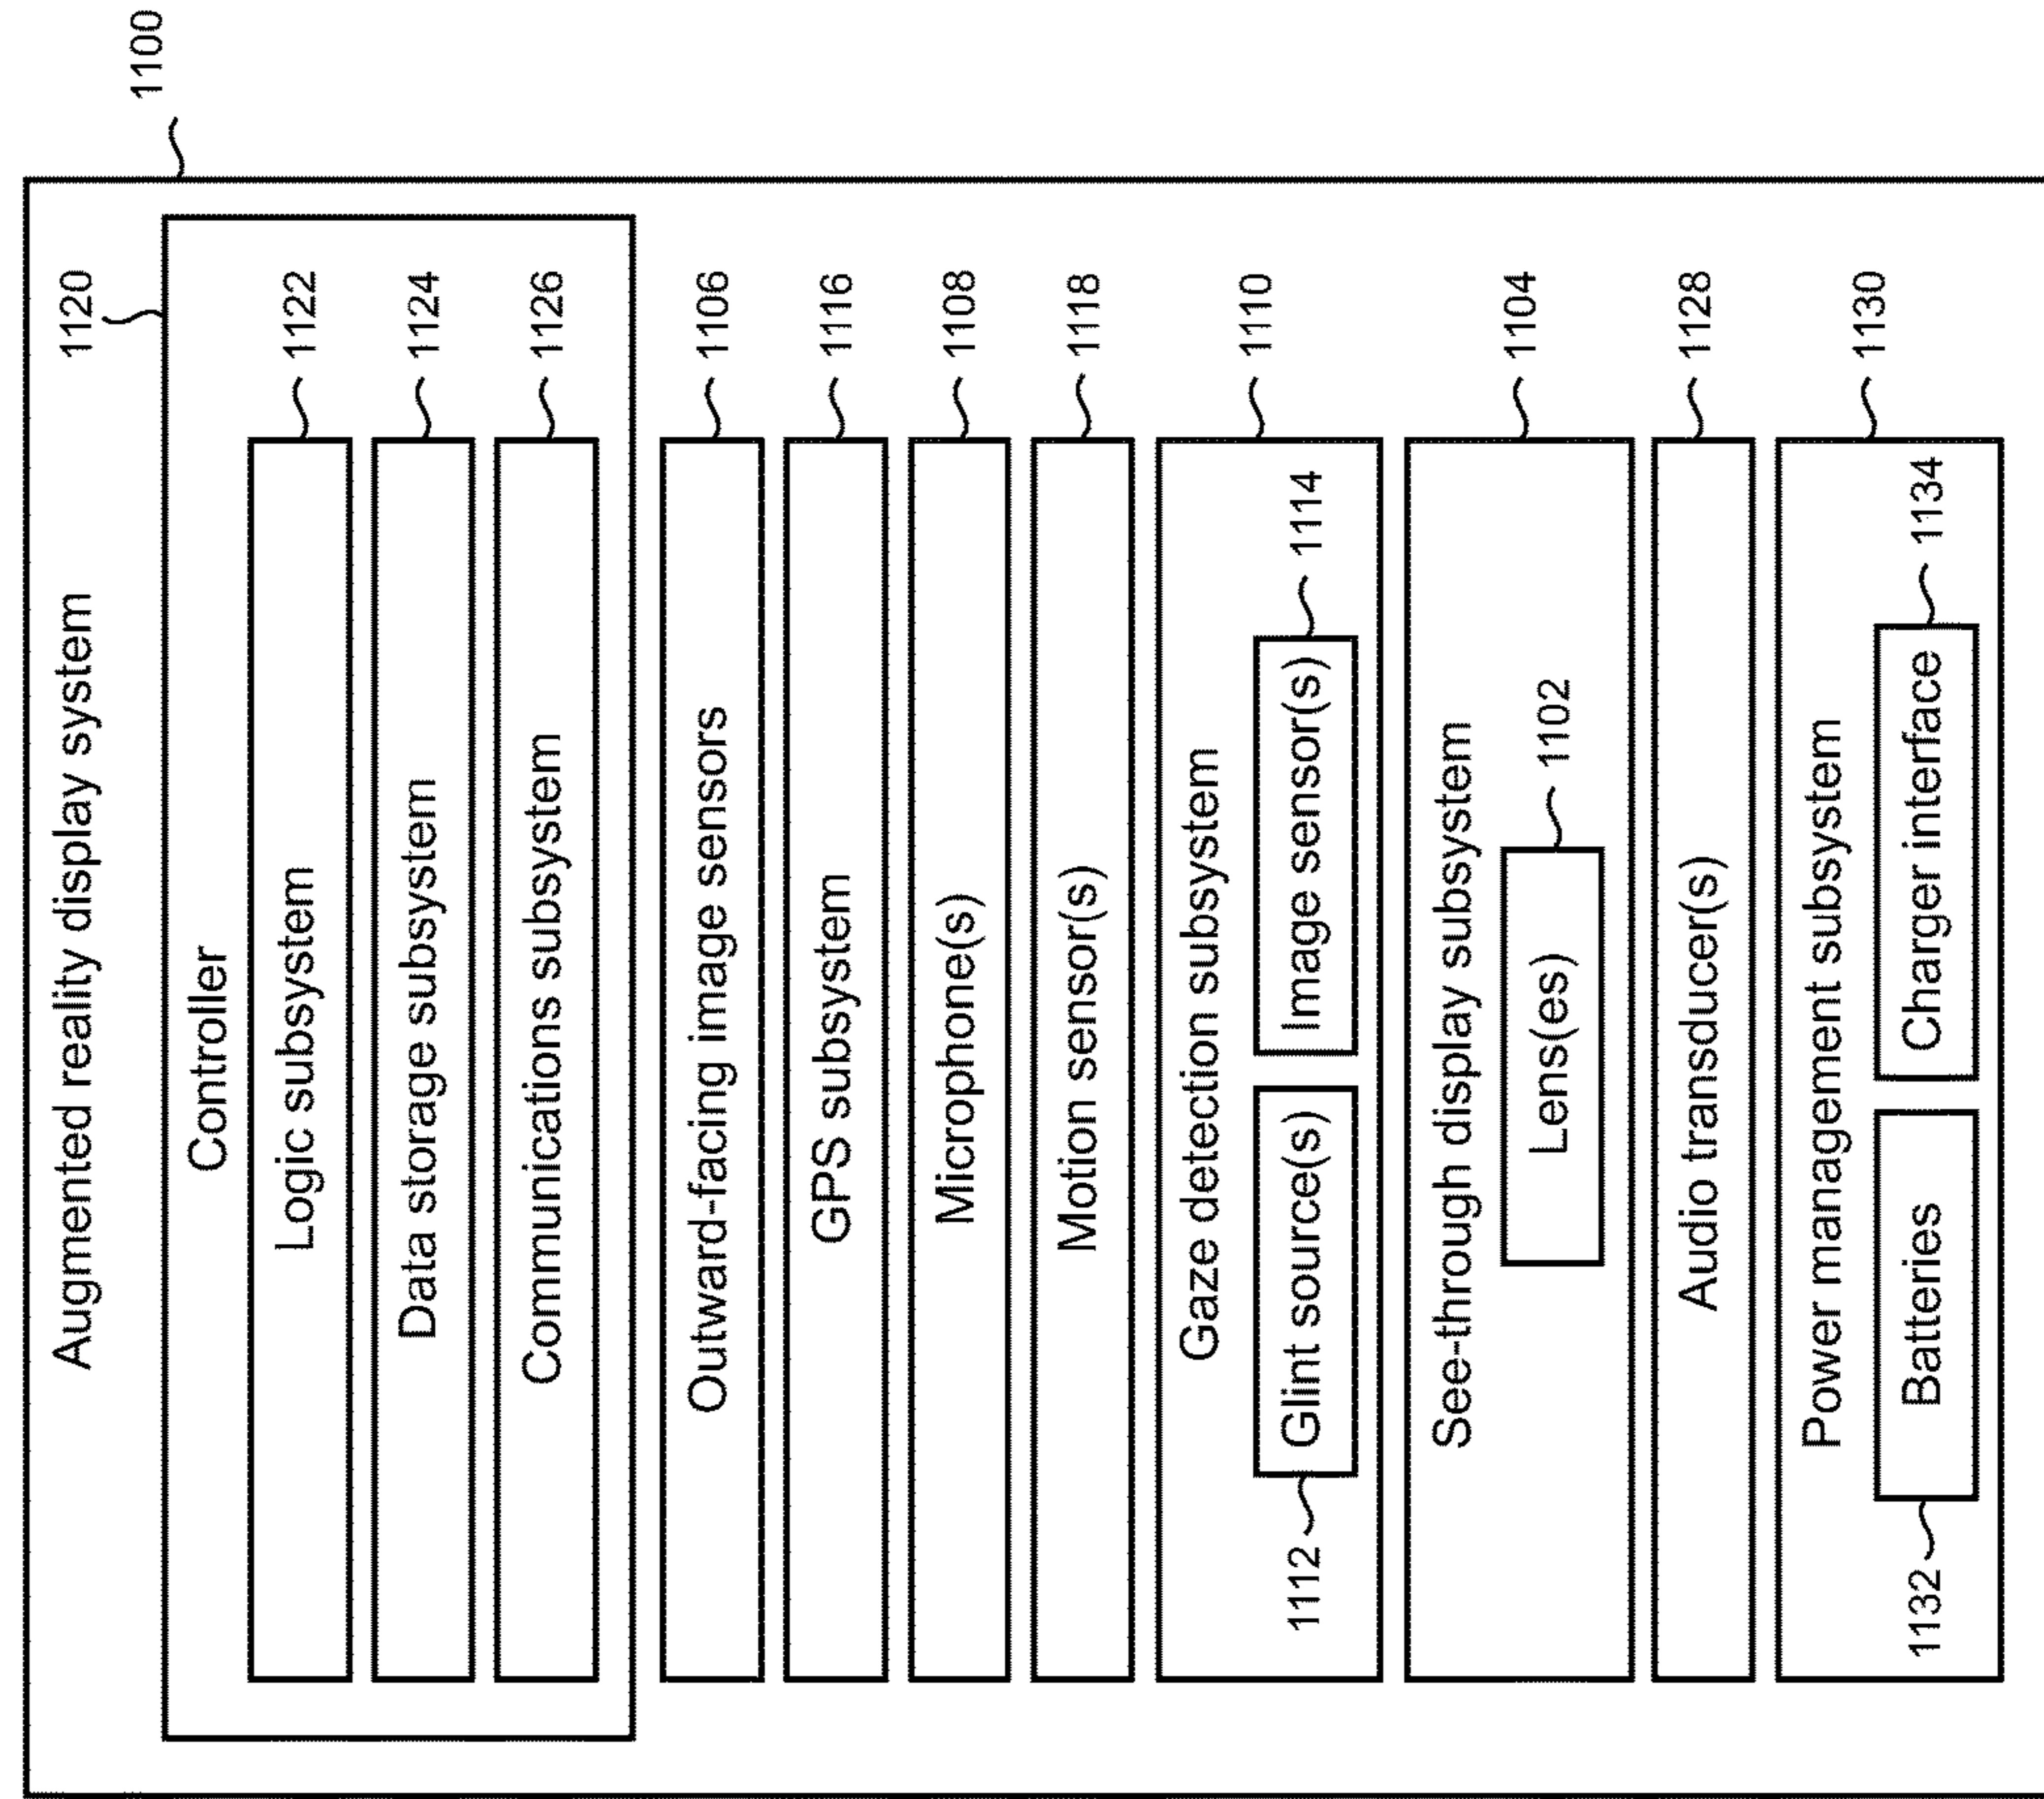 1100
Augmented reality display system
1120
Controller
Logic subsystem
1122
Data storage subsystem
1124
Communications subsystem
1126
Outward-facing image sensors
1106
GPS subsystem
1116
Microphone(s)
1108
Motion sensor(s)
1118
Gaze detection subsystem
1110
1112
Glint source(s)
Image sensor(s)
1114
See-through display subsystem
1104
Lens(es)
1102
Audio transducer(s)
1128
Power management subsystem
1130
1132
Batteries
Charger interface
1134